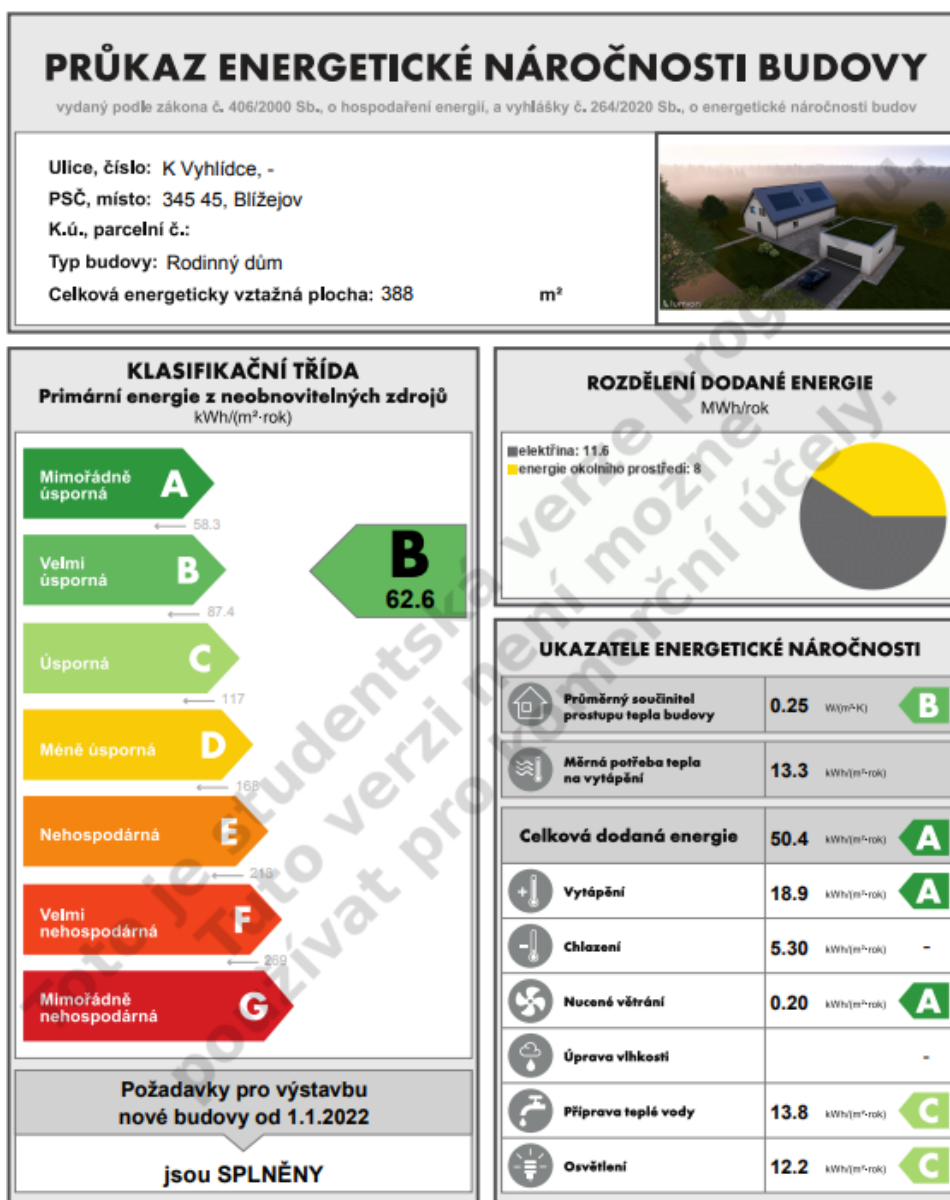 PRŮKAZ ENERGETICKÉ NÁROČNOSTI BUDOVY
vydaný podle zákona č. 406/2000 Sb., o hospodaření energií, a vyhlášky č. 264/2020 Sb., o energetické náročnosti budov
Ulice, číslo: K Vyhlídce, -
PSČ, místo: 345 45, Blížejov
K.ú., parcelní č.:
Typ budovy: Rodinný dům
Celková energeticky vztažná plocha: 388 m²
lumion
KLASIFIKAČNÍ TŘÍDA
Primární energie z neobnovitelných zdrojů
kWh/(m²·rok)
Mimořádně
úsporná A
58.3
Velmi
úsporná B
87.4
Úsporná C
117
Méně úsporná D
168
Nehospodárná E
218
Velmi
nehospodárná F
269
Mimořádně
nehospodárná G
B
62.6
Požadavky pro výstavbu
nové budovy od 1.1.2022
jsou SPLNĚNY
ROZDĚLENÍ DODANÉ ENERGIE
MWh/rok
elektřina: 11.6
energie okolního prostředí: 8
UKAZATELE ENERGETICKÉ NÁROČNOSTI
Průměrný součinitel
prostupu tepla budovy 0.25 W/(m²·K) B
Měrná potřeba tepla
na vytápění 13.3 kWh/(m²·rok)
Celková dodaná energie 50.4 kWh/(m²·rok) A
Vytápění 18.9 kWh/(m²·rok) A
Chlazení 5.30 kWh/(m²·rok) -
Nucené větrání 0.20 kWh/(m²·rok) A
Úprava vlhkosti -
Příprava teplé vody 13.8 kWh/(m²·rok) C
Osvětlení 12.2 kWh/(m²·rok) C
Toto je studentská verze programu.
Tuto verzi není možné
používat pro komerční účely.